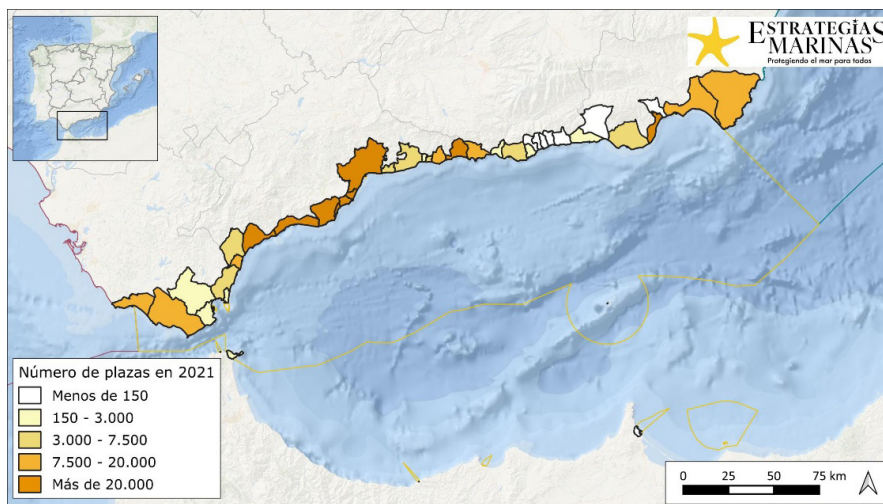 ESTRATEGIAS
MARINAS
Protegiendo el mar para todos
Número de plazas en 2021
Menos de 150
150 - 3.000
3.000 - 7.500
7.500 - 20.000
Más de 20.000
0 25 50 75 km